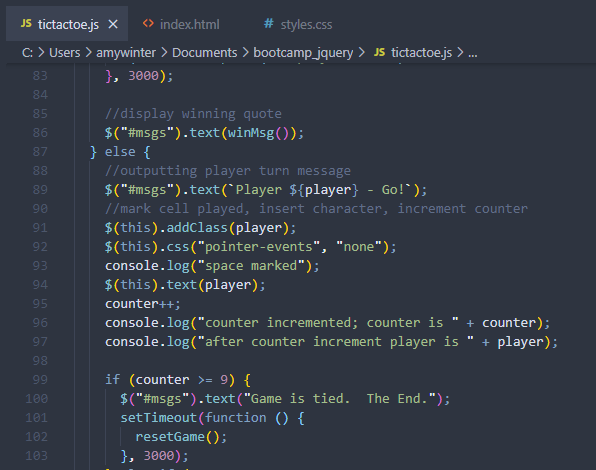 JS tictactoe.js × <> index.html # styles.css
C: > Users > amywinter > Documents > bootcamp_jquery > JS tictactoe.js > ...
83 }, 3000);
84
85 //display winning quote
86 $("#msgs").text(winMsg());
87 } else {
88 //outputting player turn message
89 $("#msgs").text(`Player ${player} - Go!`);
90 //mark cell played, insert character, increment counter
91 $(this).addClass(player);
92 $(this).css("pointer-events", "none");
93 console.log("space marked");
94 $(this).text(player);
95 counter++;
96 console.log("counter incremented; counter is " + counter);
97 console.log("after counter increment player is " + player);
98
99 if (counter >= 9) {
100 $("#msgs").text("Game is tied.  The End.");
101 setTimeout(function () {
102 resetGame();
103 }, 3000);